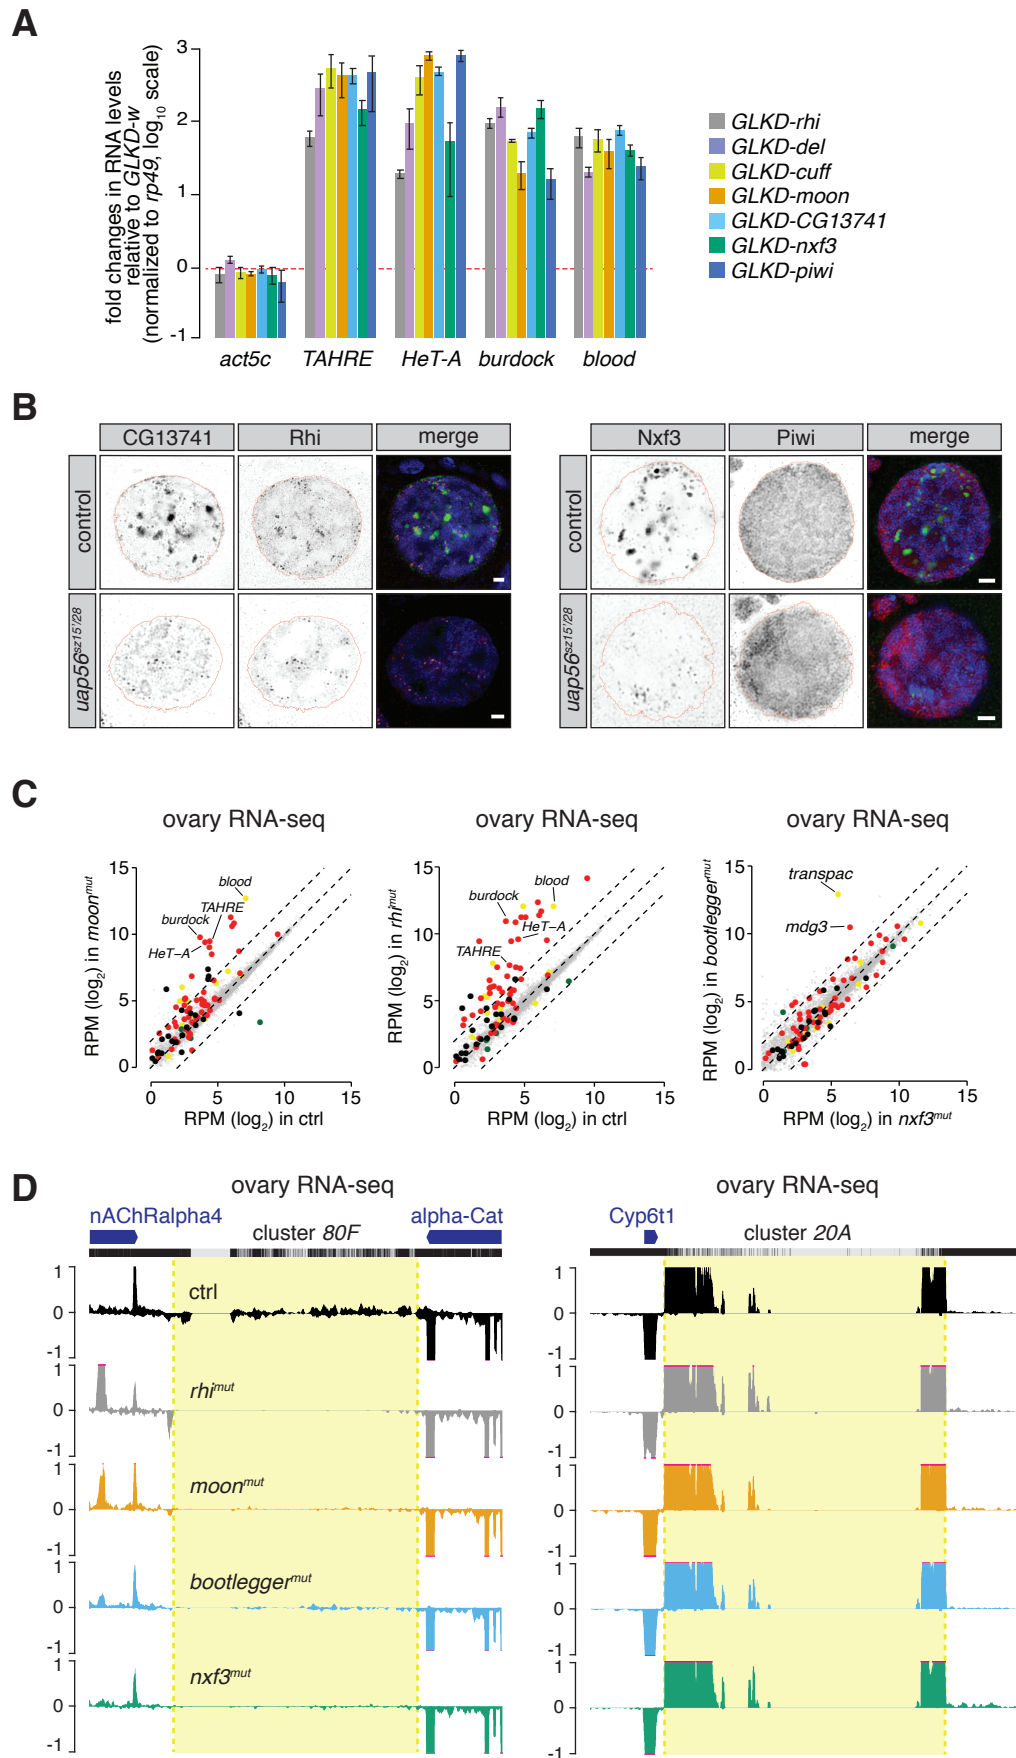 A
fold changes in RNA levels
relative to GLKD-w
(normalized to rp49, log10 scale)
3
2
1
0
-1
act5c TAHRE HeT-A burdock blood
GLKD-rhi
GLKD-del
GLKD-cuff
GLKD-moon
GLKD-CG13741
GLKD-nxf3
GLKD-piwi
B
CG13741 Rhi merge
control
uap56sz15'/28
Nxf3 Piwi merge
control
uap56sz15'/28
C
ovary RNA-seq
RPM (log2) in moonmut
15
10
5
0
blood
TAHRE
burdock
HeT-A
0 5 10 15
RPM (log2) in ctrl
ovary RNA-seq
RPM (log2) in rhimut
15
10
5
0
blood
burdock
HeT-A
TAHRE
0 5 10 15
RPM (log2) in ctrl
ovary RNA-seq
RPM (log2) in bootleggermut
15
10
5
0
transpac
mdg3
0 5 10 15
RPM (log2) in nxf3mut
D
ovary RNA-seq
nAChRalpha4 alpha-Cat
cluster 80F
1
0
-1
ctrl
1
0
-1
rhimut
1
0
-1
moonmut
1
0
-1
bootleggermut
1
0
-1
nxf3mut
ovary RNA-seq
Cyp6t1
cluster 20A
1
0
-1
1
0
-1
1
0
-1
1
0
-1
1
0
-1